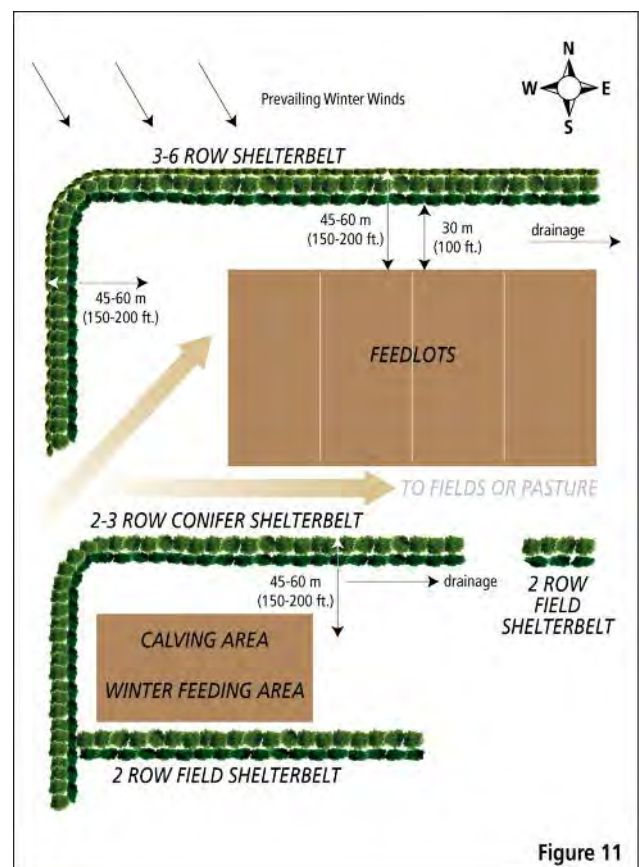 N
W E
S
Prevailing Winter Winds
3-6 ROW SHELTERBELT
45-60 m
(150-200 ft.)
30 m
(100 ft.)
drainage
45-60 m
(150-200 ft.)
FEEDLOTS
TO FIELDS OR PASTURE
2-3 ROW CONIFER SHELTERBELT
45-60 m
(150-200 ft.)
drainage
2 ROW
FIELD
SHELTERBELT
CALVING AREA
WINTER FEEDING AREA
2 ROW FIELD SHELTERBELT
Figure 11